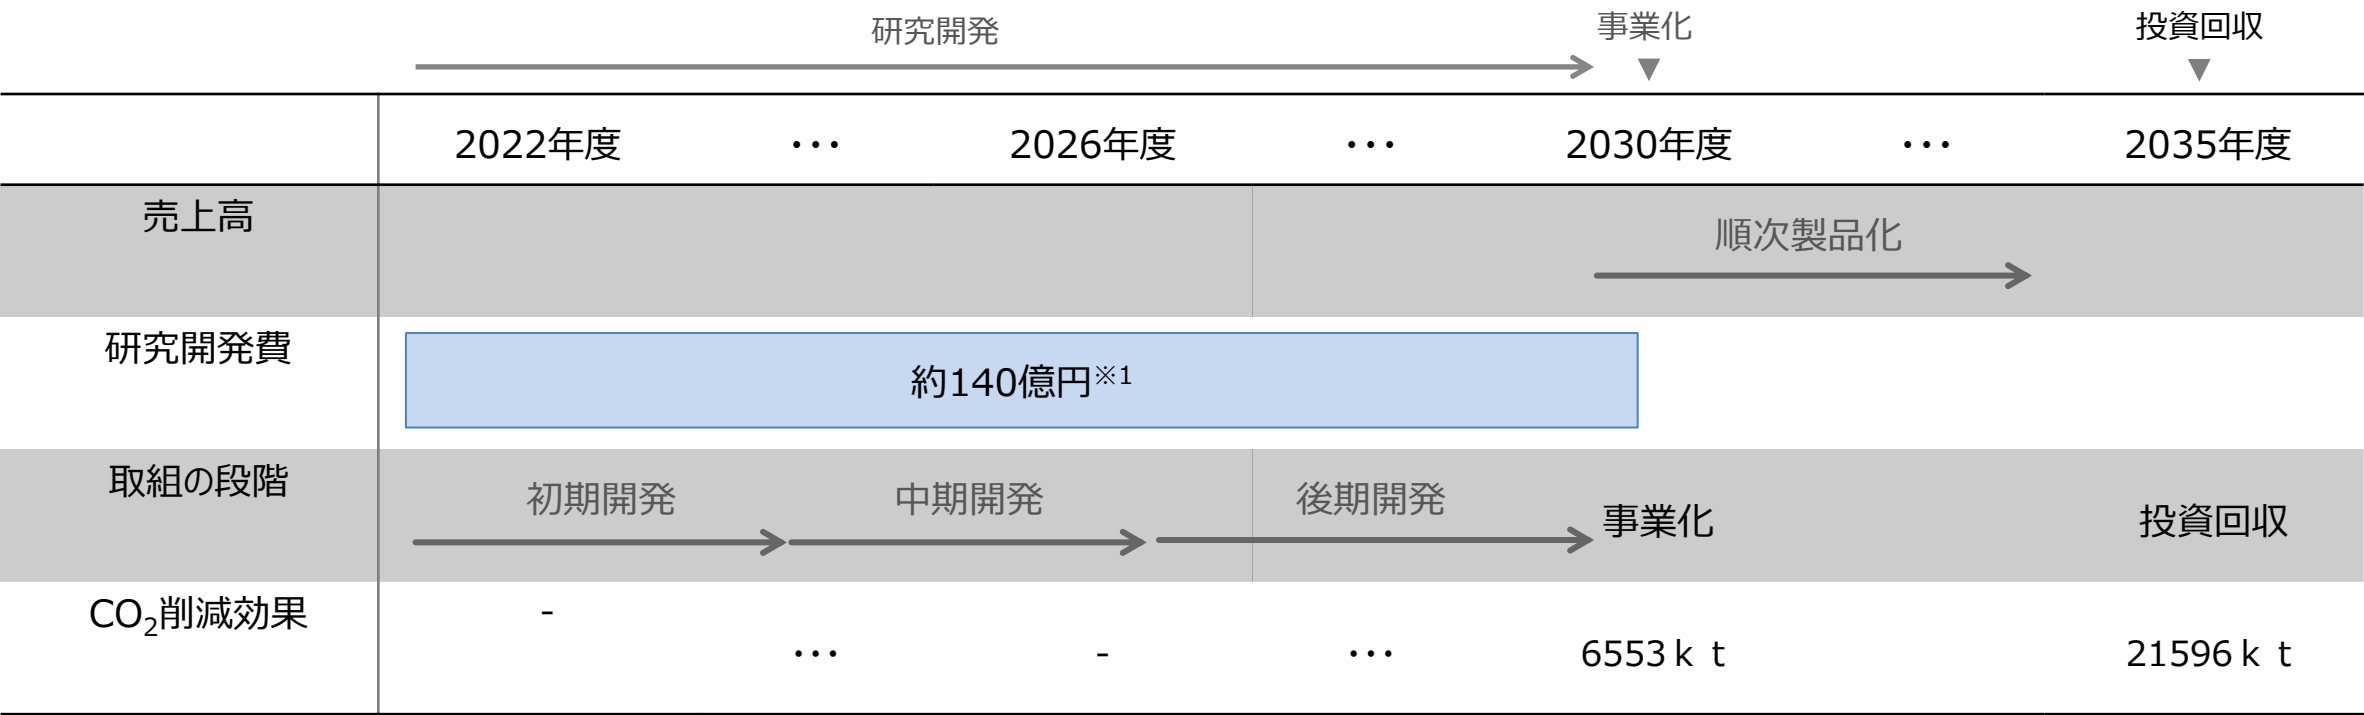 研究開発 事業化 投資回収
▼ ▼
2022年度 ・・・ 2026年度 ・・・ 2030年度 ・・・ 2035年度
売上高
順次製品化
研究開発費
約140億円※1
取組の段階
初期開発 中期開発 後期開発 事業化 投資回収
CO2削減効果
-
・・・ - ・・・ 6553ｋｔ 21596ｋｔ